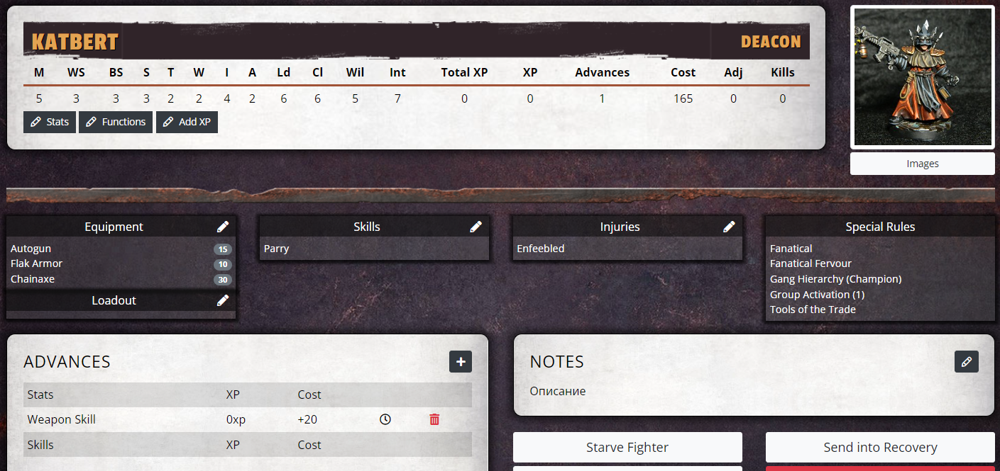 KATBERT DEACON
M WS BS S T W I A Ld Cl Wil Int Total XP XP Advances Cost Adj Kills
5 3 3 3 2 2 4 2 6 6 5 7 0 0 1 165 0 0
Stats Functions Add XP
Images
Equipment
Autogun 15
Flak Armor 10
Chainaxe 30
Loadout
Skills
Parry
Injuries
Enfeebled
Special Rules
Fanatical
Fanatical Fervour
Gang Hierarchy (Champion)
Group Activation (1)
Tools of the Trade
ADVANCES
Stats XP Cost
Weapon Skill 0xp +20
Skills XP Cost
NOTES
Описание
Starve Fighter
Send into Recovery